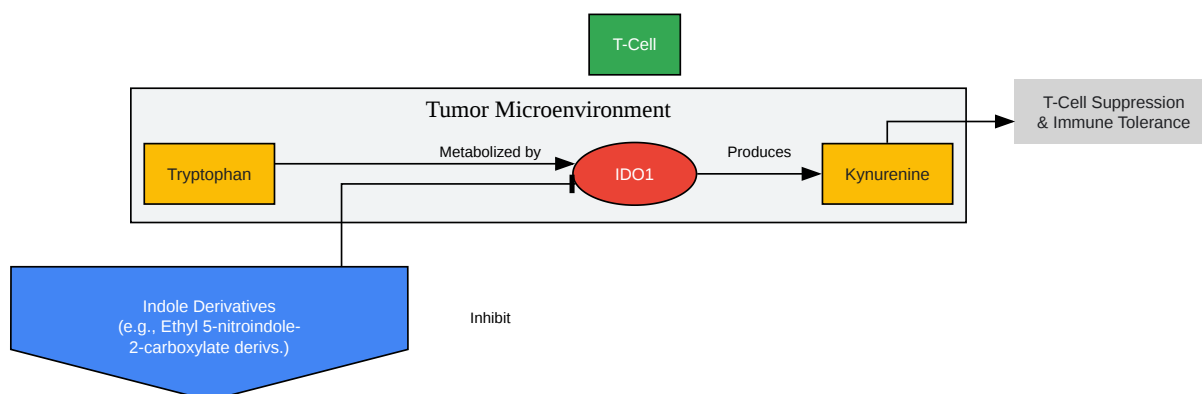 T-Cell
Tumor Microenvironment
T-Cell Suppression
& Immune Tolerance
Tryptophan
Metabolized by
IDO1
Produces
Kynurenine
Indole Derivatives
(e.g., Ethyl 5-nitroindole-
2-carboxylate derivs.)
Inhibit